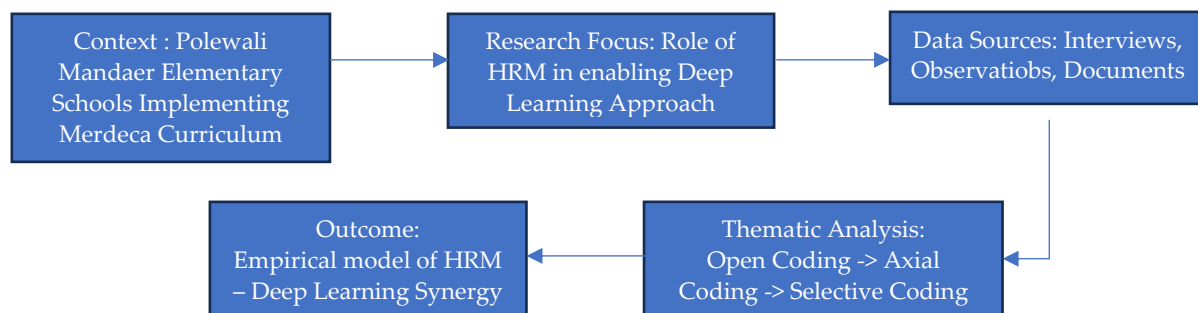 Context : Polewali
Mandaer Elementary
Schools Implementing
Merdeca Curriculum
Research Focus: Role of
HRM in enabling Deep
Learning Approach
Data Sources: Interviews,
Observatiobs, Documents
Thematic Analysis:
Open Coding -> Axial
Coding -> Selective Coding
Outcome:
Empirical model of HRM
– Deep Learning Synergy